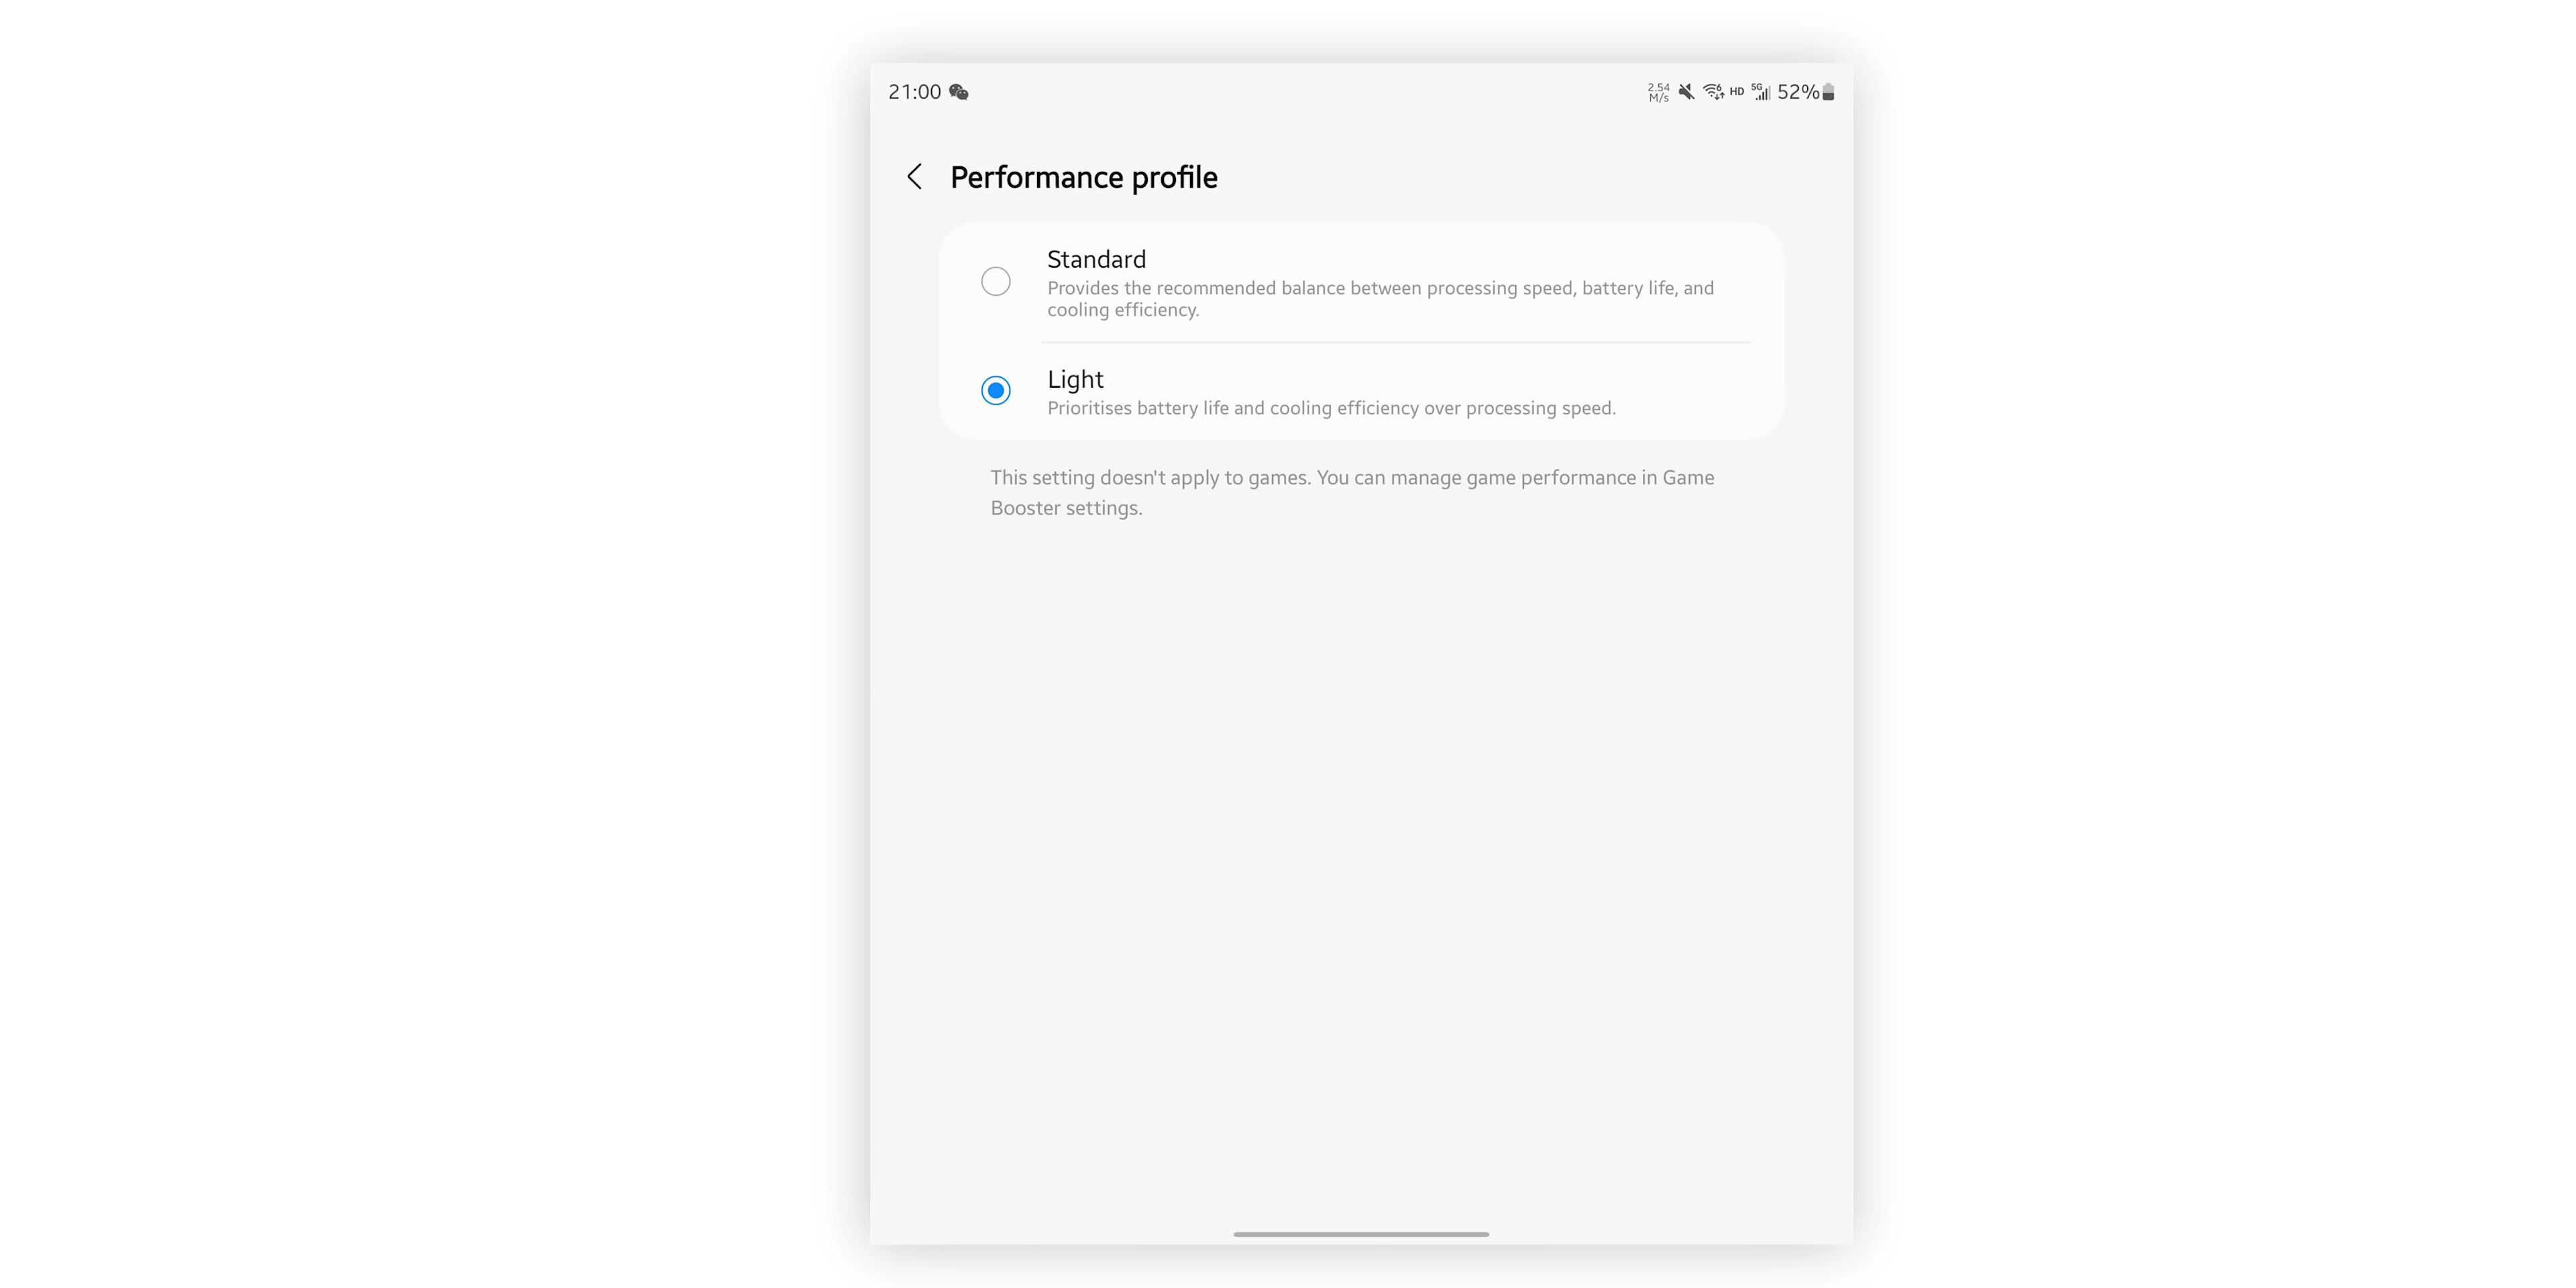 21:00
2.54
M/s
6
HD
5G
52%
Performance profile
Standard
Provides the recommended balance between processing speed, battery life, and
cooling efficiency.
Light
Prioritises battery life and cooling efficiency over processing speed.
This setting doesn't apply to games. You can manage game performance in Game
Booster settings.